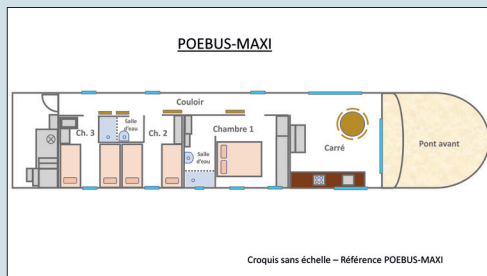 POEBUS-MAXI
Couloir
Salle
d'eau
Ch. 3
Ch. 2
Chambre 1
Salle
d'eau
Carré
Pont avant
Croquis sans échelle – Référence POEBUS-MAXI